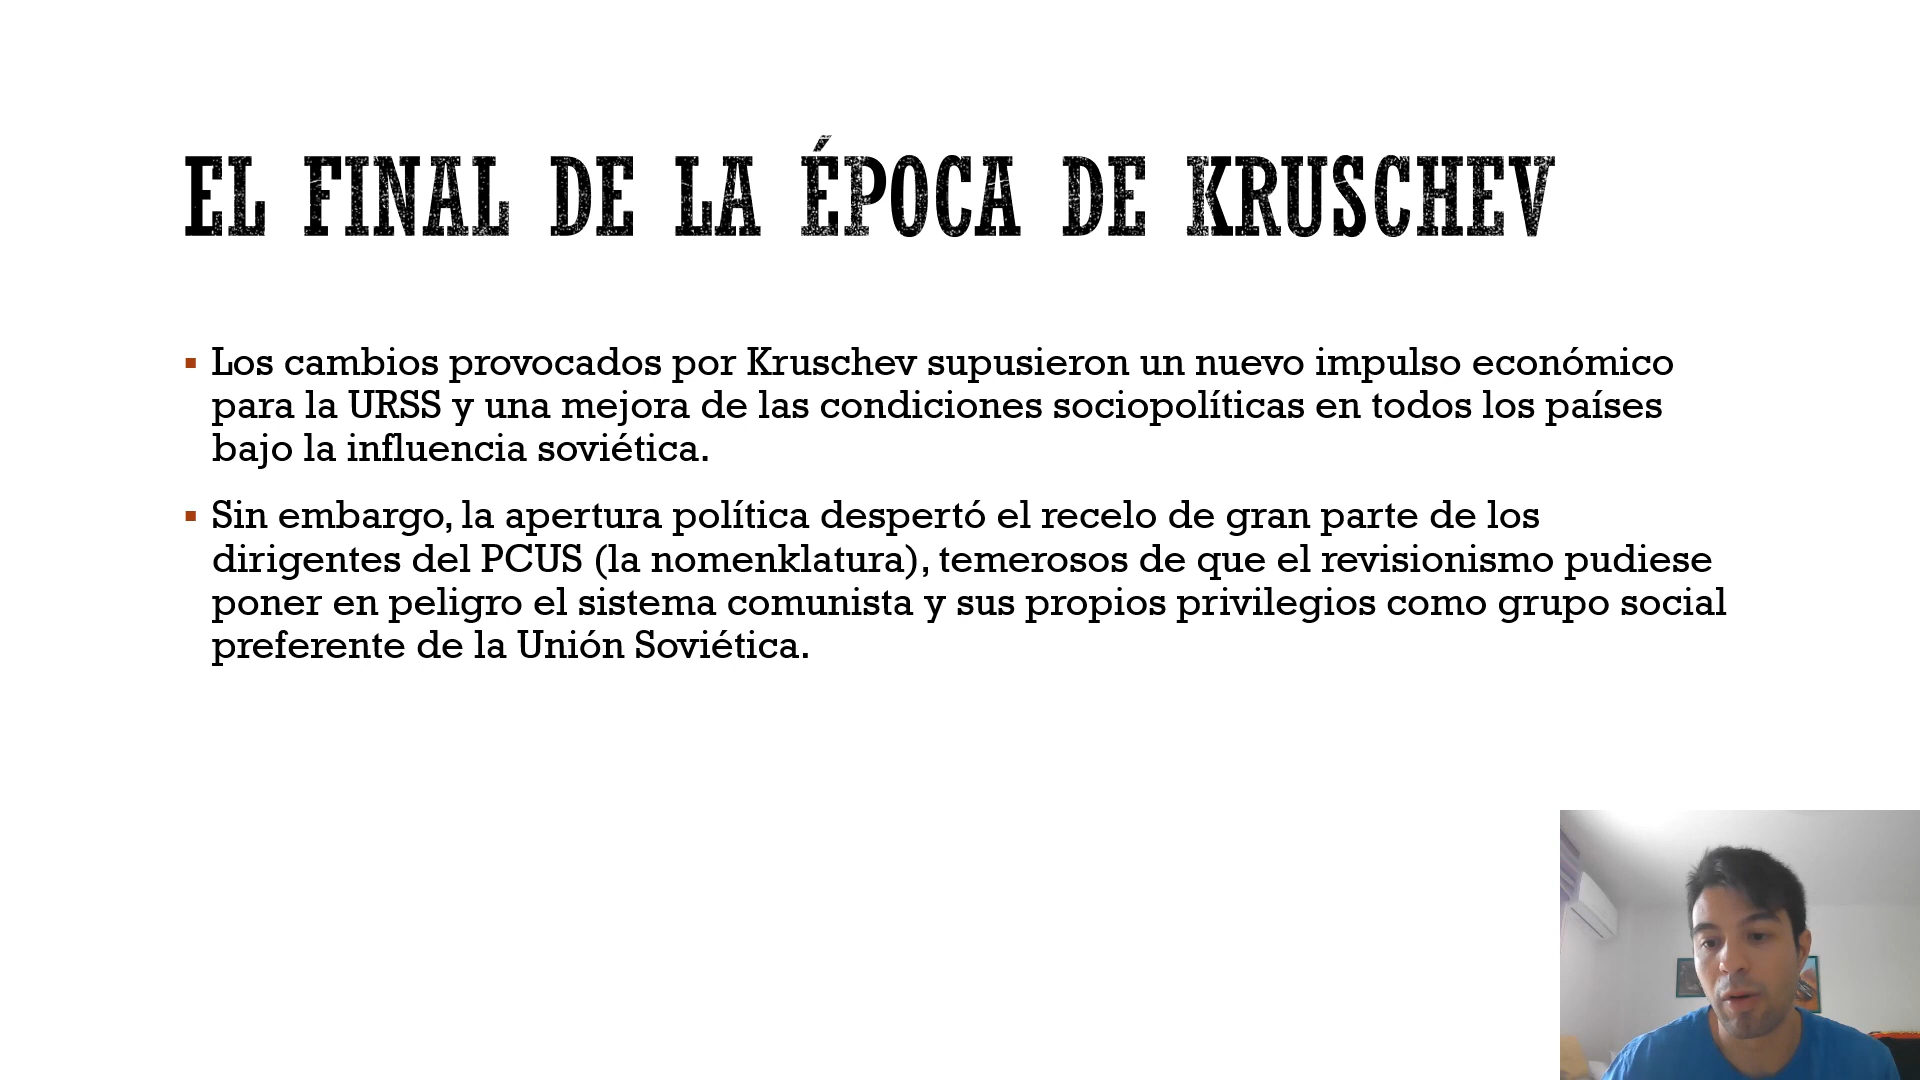 EL FINAL DE LA ÉPOCA DE KRUSCHEV
Los cambios provocados por Kruschev supusieron un nuevo impulso económico
para la URSS y una mejora de las condiciones sociopolíticas en todos los países
bajo la influencia soviética.
Sin embargo, la apertura política despertó el recelo de gran parte de los
dirigentes del PCUS (la nomenklatura), temerosos de que el revisionismo pudiese
poner en peligro el sistema comunista y sus propios privilegios como grupo social
preferente de la Unión Soviética.